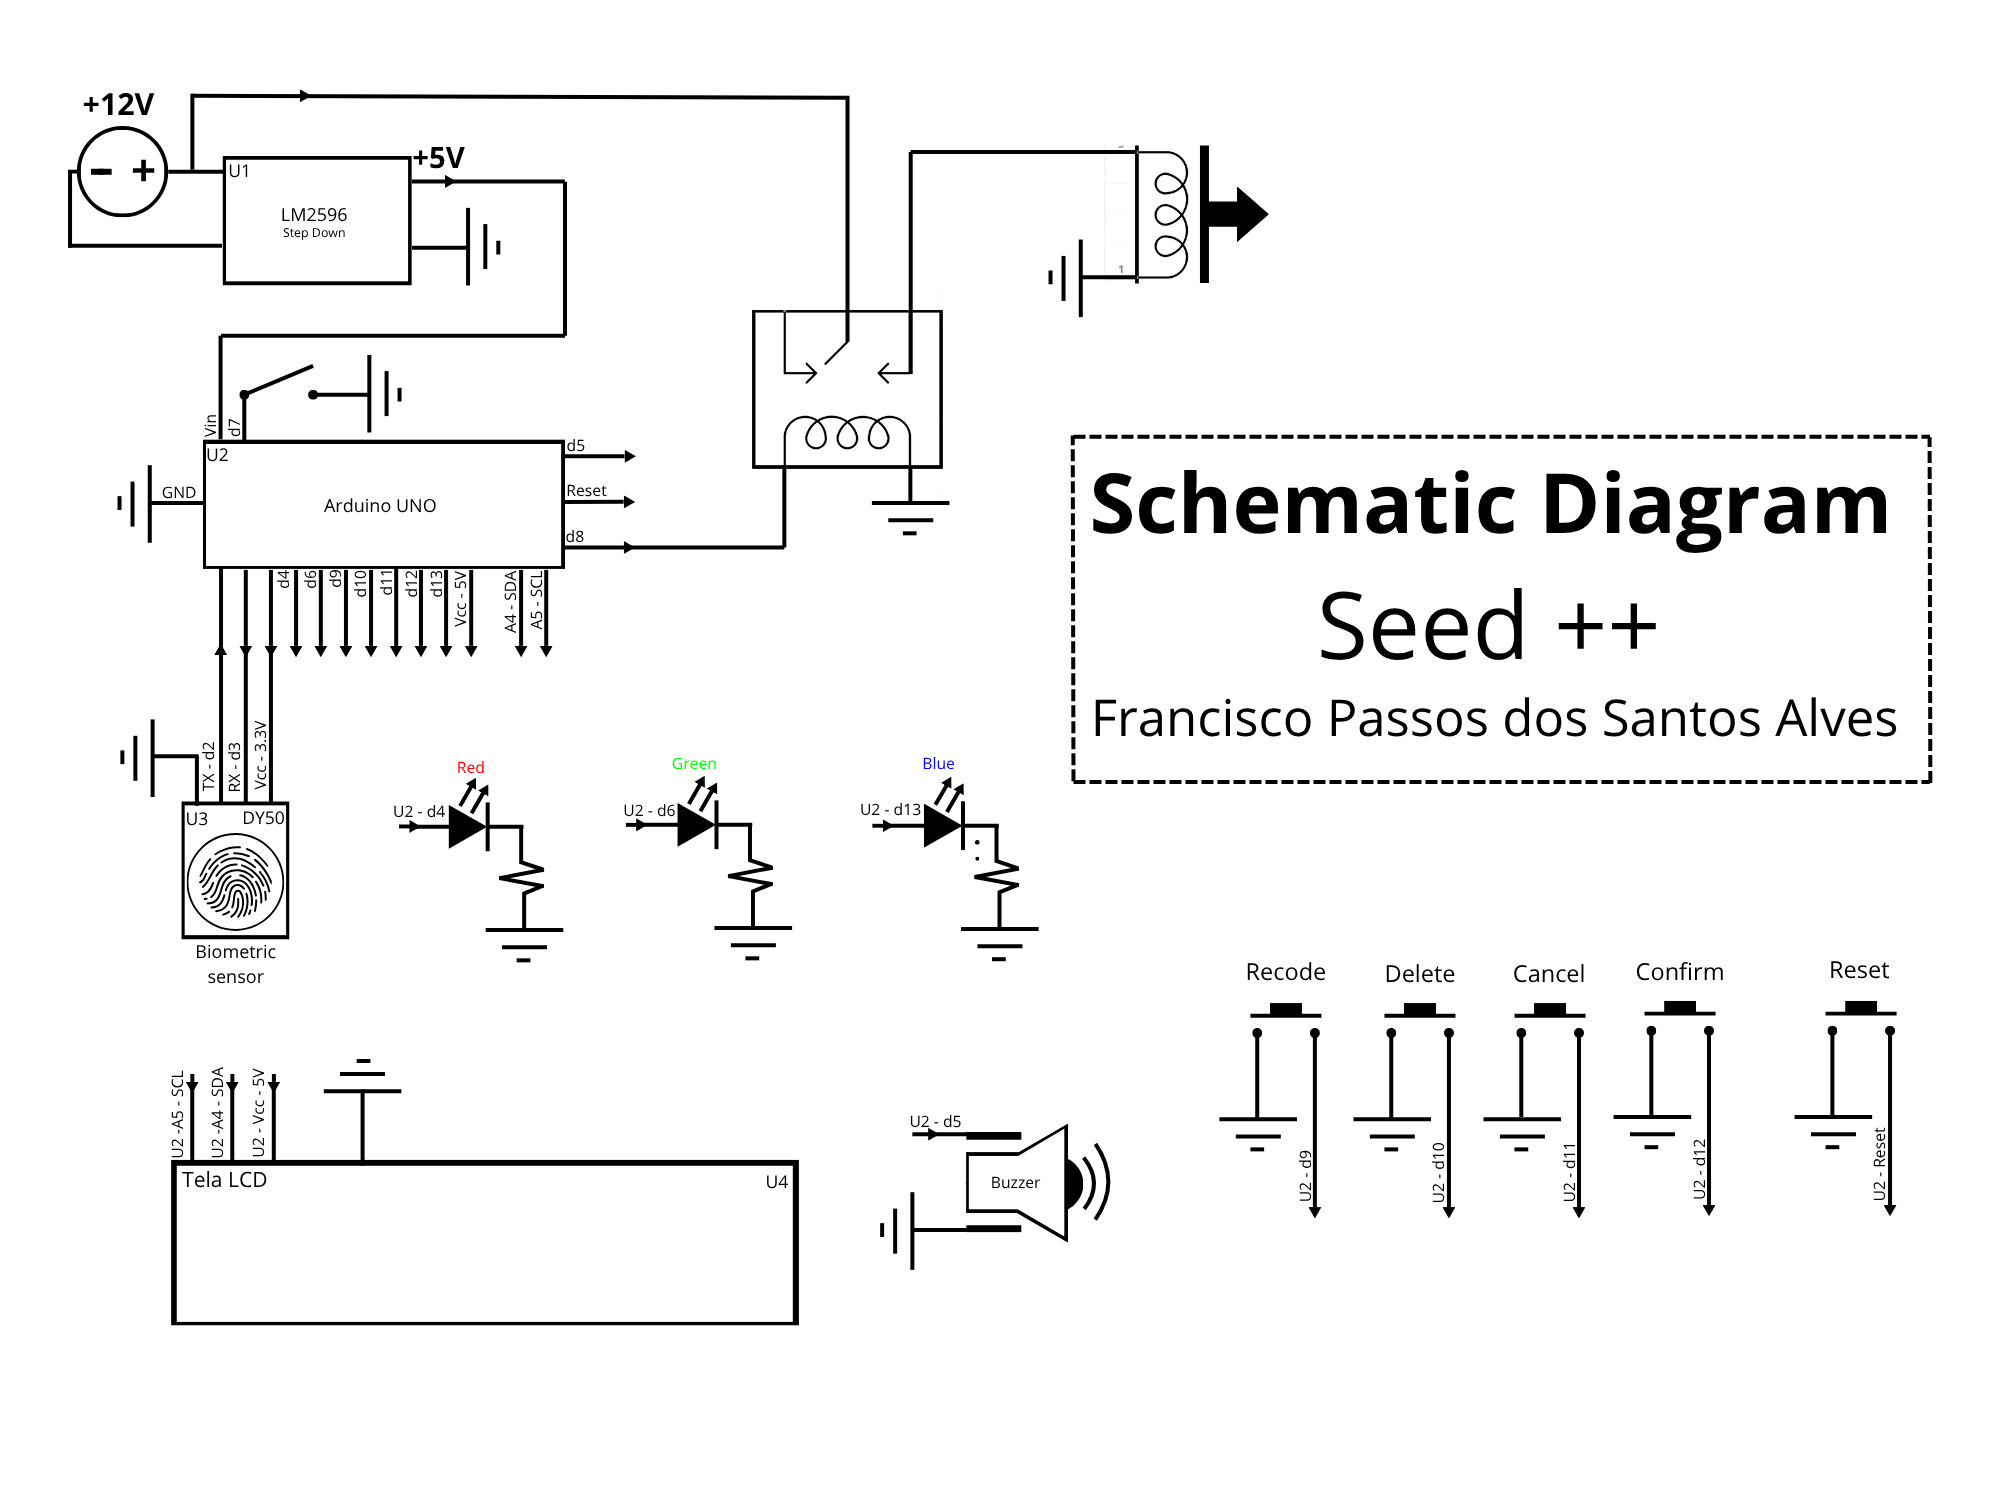 +12V
+5V
U1
LM2596
Step Down
1
Vin
d7
U2
GND
Arduino UNO
d5
Reset
d8
d4
d6
d9
d10
d11
d12
d13
Vcc - 5V
A4 - SDA
A5 - SCL
Schematic Diagram
Seed ++
Francisco Passos dos Santos Alves
TX - d2
RX - d3
Vcc - 3.3V
U3
DY50
Biometric
sensor
Red
U2 - d4
Green
U2 - d6
Blue
U2 - d13
Recode
Delete
Cancel
Confirm
Reset
U2 - d9
U2 - d10
U2 - d11
U2 - d12
U2 - Reset
U2 -A5 - SCL
U2 -A4 - SDA
U2 - Vcc - 5V
Tela LCD
U4
U2 - d5
Buzzer